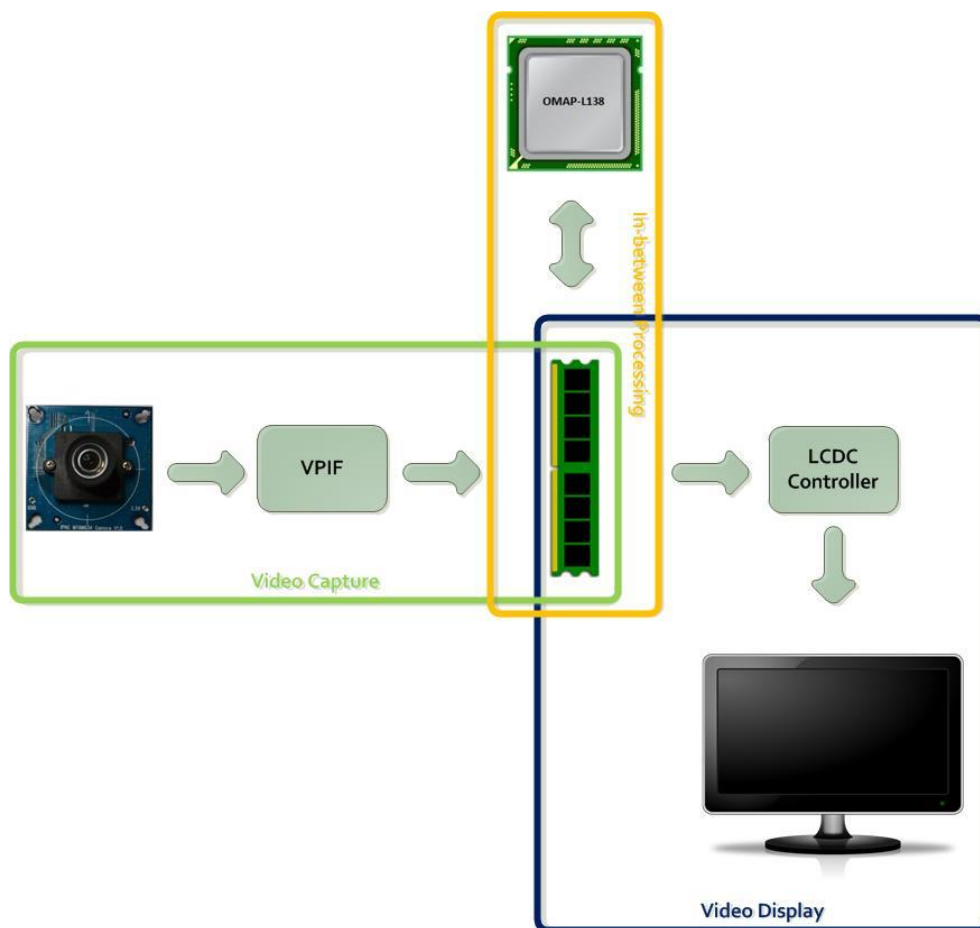 OMAP-L138
In-between Processing
VPIF
LCDC
Controller
Video Capture
Video Display